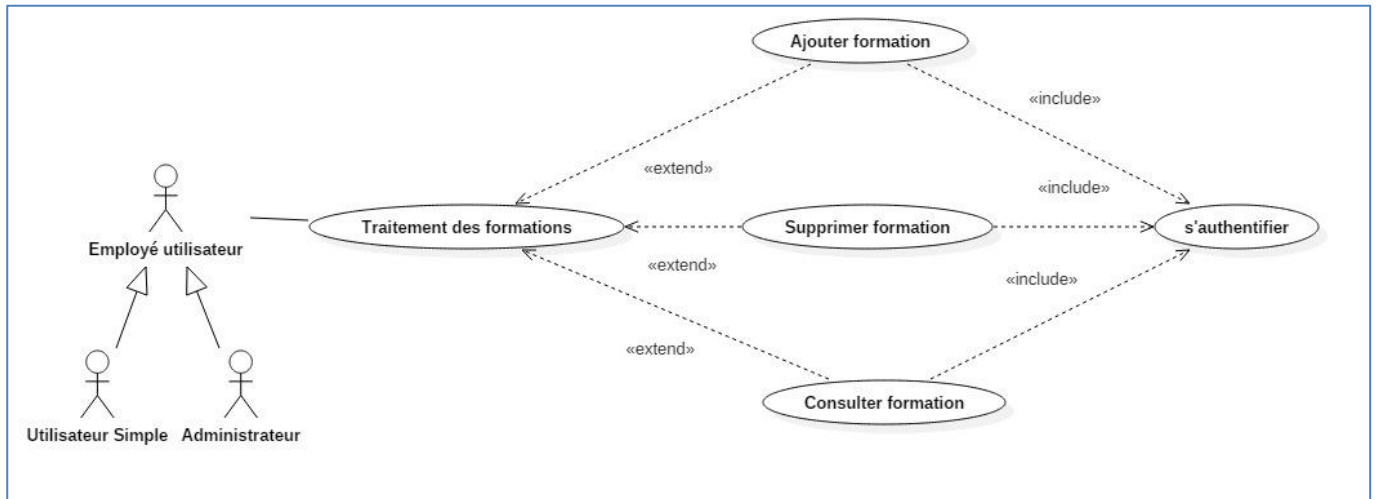 Ajouter formation
«include»
«extend»
«include»
Employé utilisateur
Traitement des formations
Supprimer formation
s'authentifier
«extend»
«include»
«extend»
Consulter formation
Utilisateur Simple
Administrateur